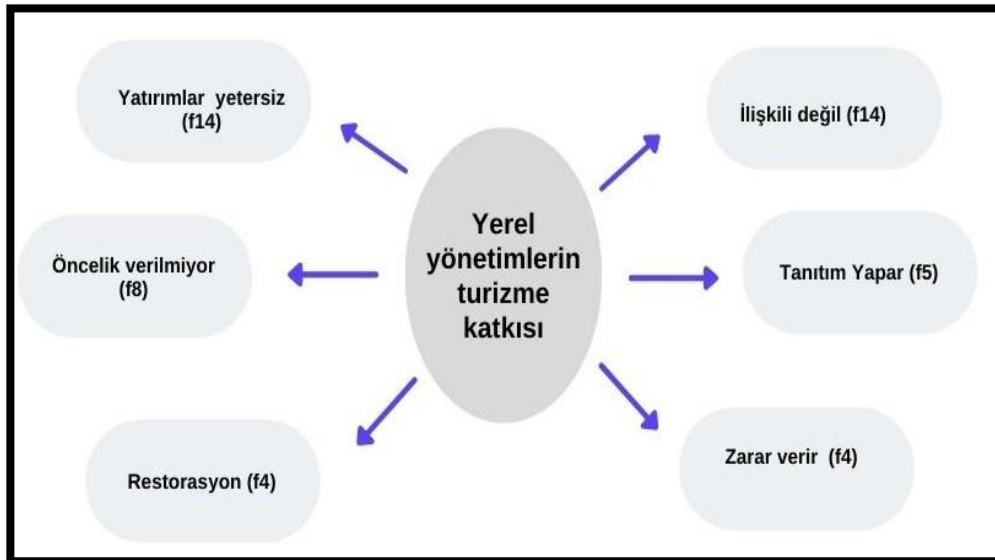 Yatırımlar yetersiz
(f14)
İlişkili değil (f14)
Öncelik verilmiyor
(f8)
Yerel
yönetimlerin
turizme
katkısı
Tanıtım Yapar (f5)
Restorasyon (f4)
Zarar verir (f4)